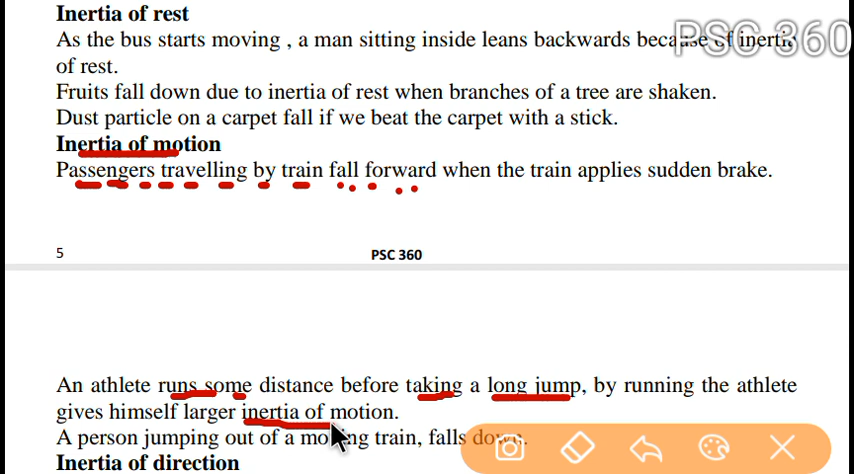 Inertia of rest
PSC 360
As the bus starts moving , a man sitting inside leans backwards because of inertia
of rest.
Fruits fall down due to inertia of rest when branches of a tree are shaken.
Dust particle on a carpet fall if we beat the carpet with a stick.
Inertia of motion
Passengers travelling by train fall forward when the train applies sudden brake.
5 PSC 360
An athlete runs some distance before taking a long jump, by running the athlete
gives himself larger inertia of motion.
A person jumping out of a moving train, falls down.
Inertia of direction